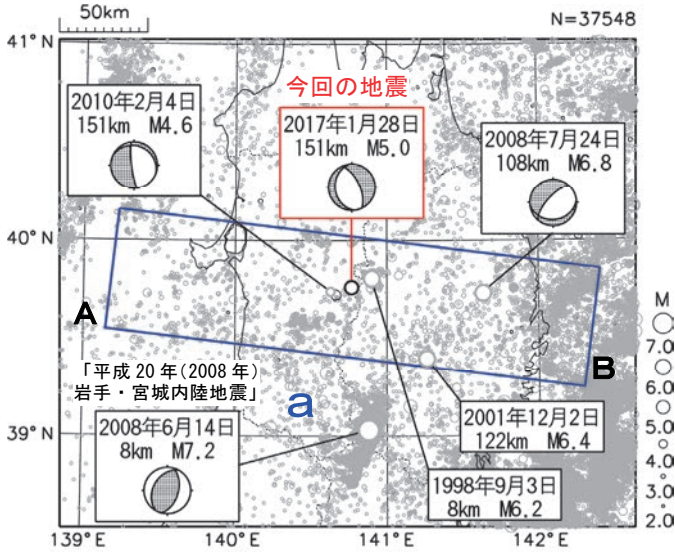 50km
N=37548
41°N
今回の地震
2010年2月4日
151km M4.6
2017年1月28日
151km M5.0
2008年7月24日
108km M6.8
40°N
A
B
M
7.0
6.0
5.0
4.0
3.0
2.0
「平成20年(2008年)
岩手・宮城内陸地震」
a
2008年6月14日
8km M7.2
39°N
2001年12月2日
122km M6.4
1998年9月3日
8km M6.2
139°E
140°E
141°E
142°E